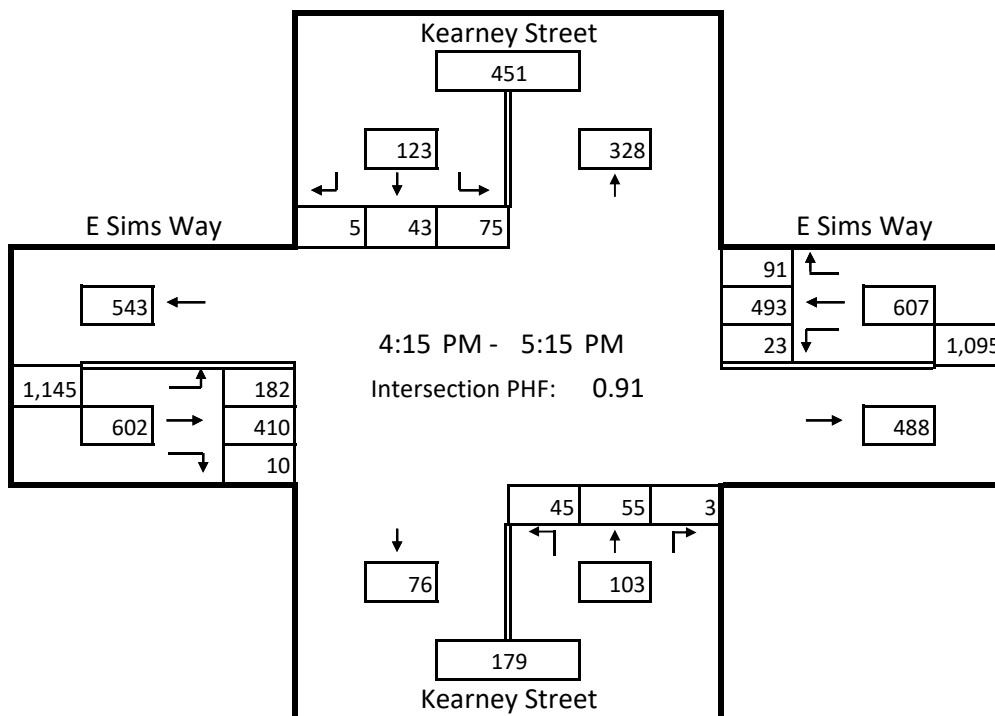 Kearney Street
451
123
328
E Sims Way
5 43 75
E Sims Way
91
543
493
607
4:15 PM - 5:15 PM
23
1,095
1,145
182
Intersection PHF: 0.91
602
410
488
10
45 55 3
76
103
179
Kearney Street